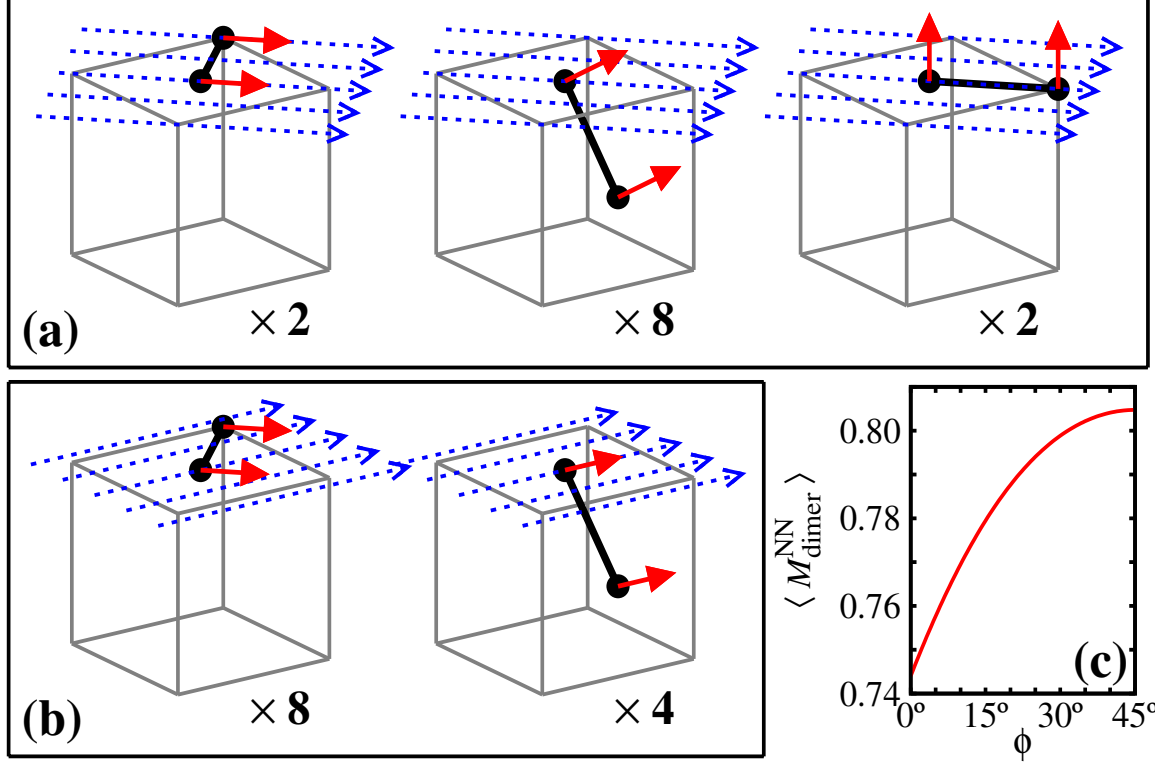 × 2
× 8
× 2
(a)
× 8
× 4
(b)
⟨ M^NN_dimer ⟩
0.80
0.78
0.76
0.74
(c)
0º 15º 30º 45º
ϕ